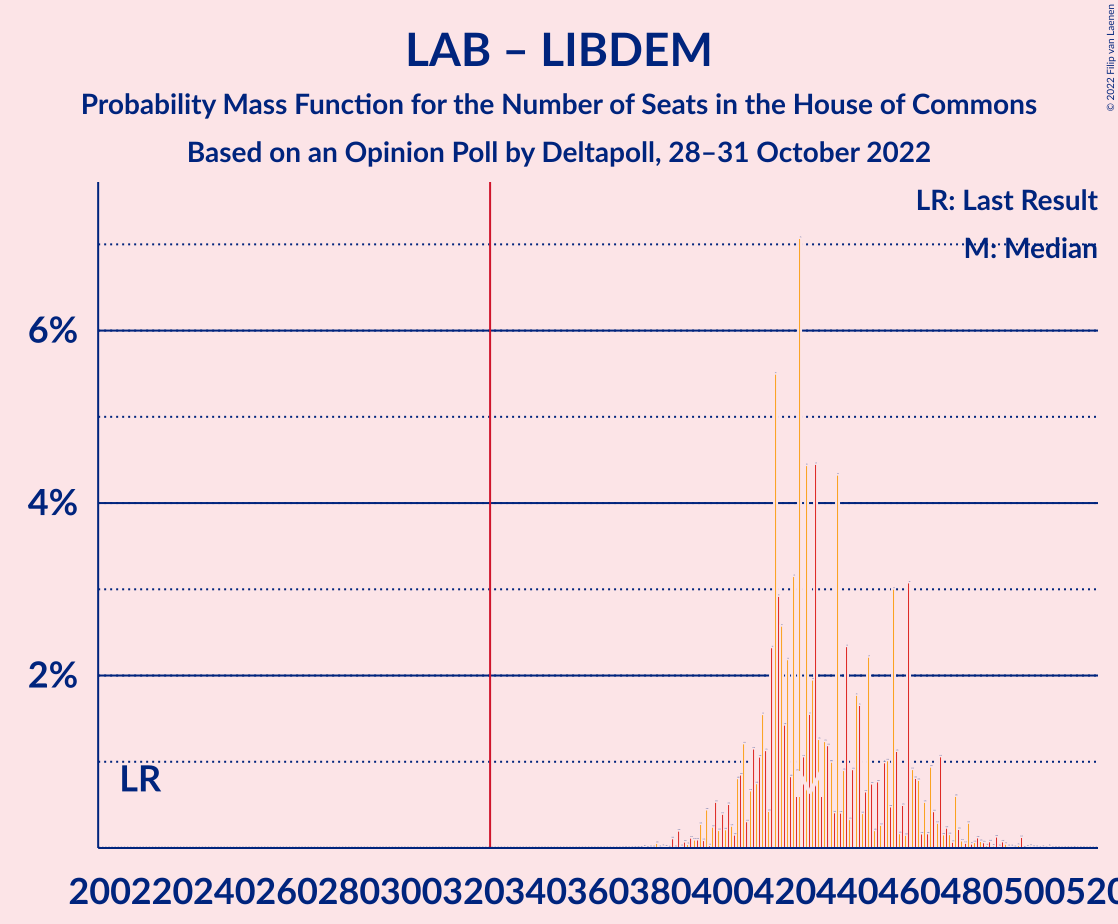 LAB – LIBDEM
Probability Mass Function for the Number of Seats in the House of Commons
Based on an Opinion Poll by Deltapoll, 28–31 October 2022
© 2022 Filip van Laenen
LR: Last Result
M: Median
6%
4%
2%
LR
200220240260280300320340360380400420440460480500520